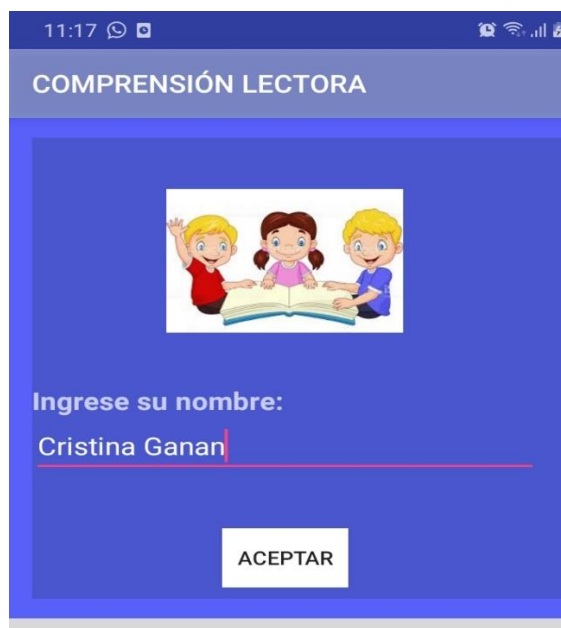 11:17
COMPRENSIÓN LECTORA
Ingrese su nombre:
Cristina Ganan
ACEPTAR